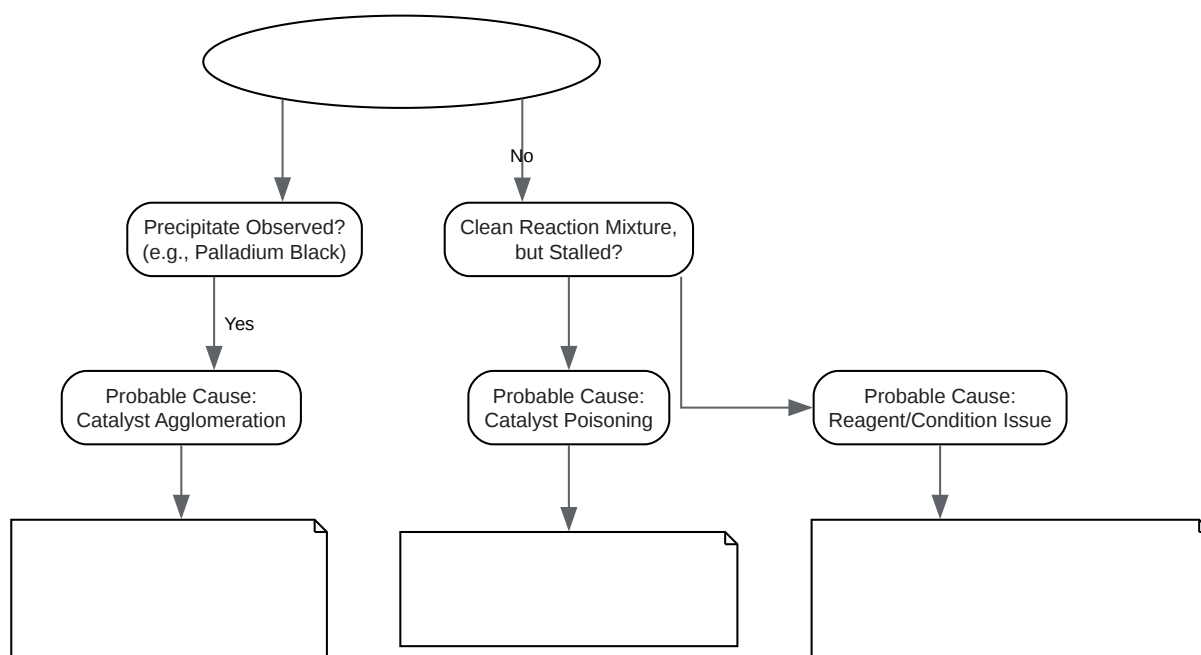 No
Precipitate Observed?
(e.g., Palladium Black)
Clean Reaction Mixture,
but Stalled?
Yes
Probable Cause:
Catalyst Agglomeration
Probable Cause:
Catalyst Poisoning
Probable Cause:
Reagent/Condition Issue